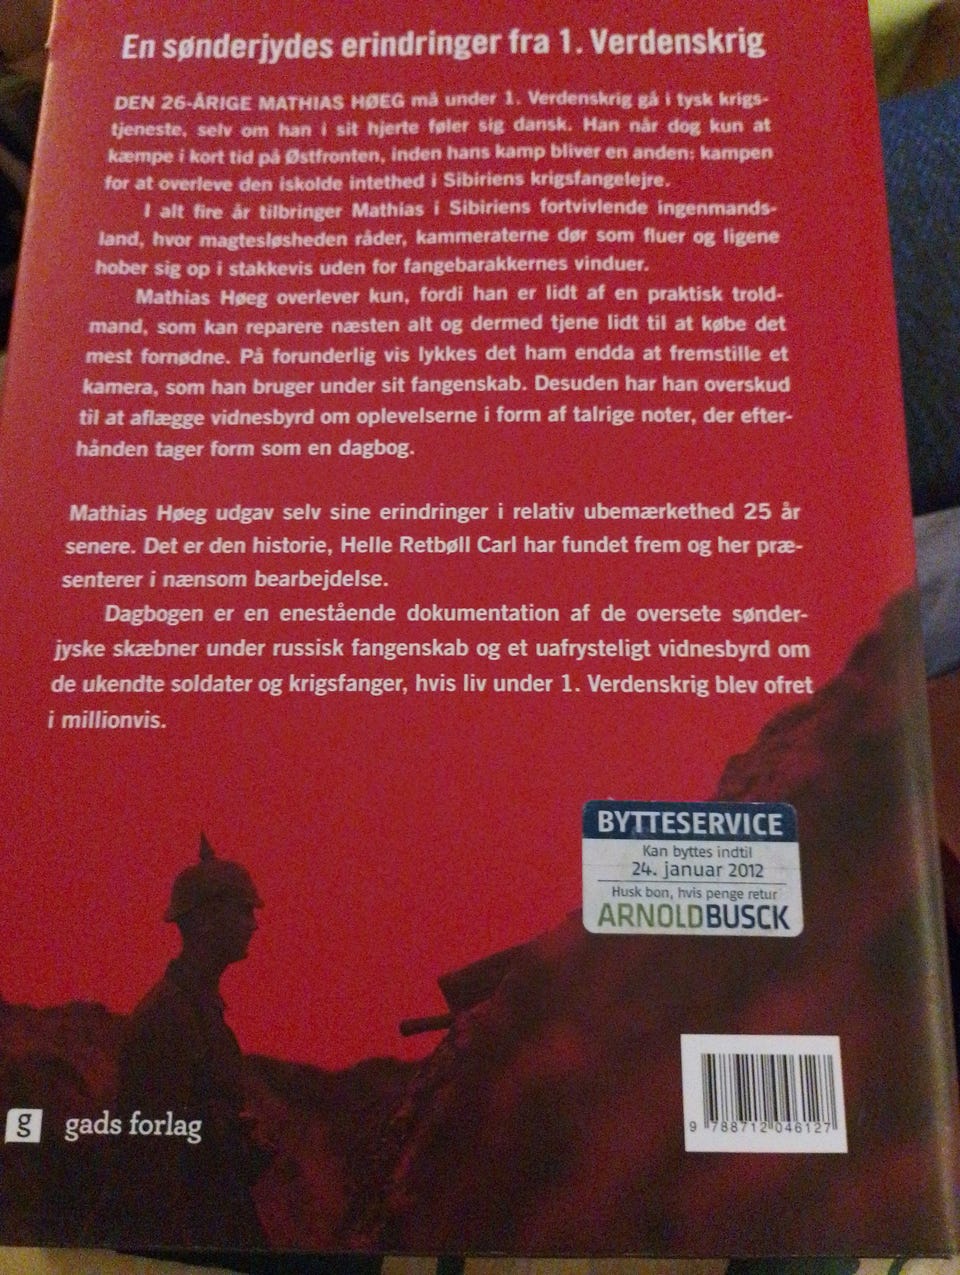 En sønderjydes erindringer fra 1. Verdenskrig
DEN 26-ÅRIGE MATHIAS HØEG må under 1. Verdenskrig gå i tysk krigs-
tjeneste, selv om han i sit hjerte føler sig dansk. Han når dog kun at
kæmpe i kort tid på Østfronten, inden hans kamp bliver en anden: kampen
for at overleve den iskolde intethed i Sibiriens krigsfangelejre.
I alt fire år tilbringer Mathias i Sibiriens fortvivlende ingenmands-
land, hvor magtesløsheden råder, kammeraterne dør som fluer og ligene
hober sig op i stakkevis uden for fangebarakkernes vinduer.
Mathias Høeg overlever kun, fordi han er lidt af en praktisk trold-
mand, som kan reparere næsten alt og dermed tjene lidt til at købe det
mest fornødne. På forunderlig vis lykkes det ham endda at fremstille et
kamera, som han bruger under sit fangenskab. Desuden har han overskud
til at aflægge vidnesbyrd om oplevelserne i form af talrige noter, der efter-
hånden tager form som en dagbog.
Mathias Høeg udgav selv sine erindringer i relativ ubemærkethed 25 år
senere. Det er den historie, Helle Retbøll Carl har fundet frem og her præ-
senterer i nænsom bearbejdelse.
Dagbogen er en enestående dokumentation af de oversete sønder-
jyske skæbner under russisk fangenskab og et uafrysteligt vidnesbyrd om
de ukendte soldater og krigsfanger, hvis liv under 1. Verdenskrig blev ofret
i millionvis.
BYTTESERVICE
Kan byttes indtil
24. januar 2012
Husk bon, hvis penge retur
ARNOLD BUSCK
g gads forlag
9 788712 046127